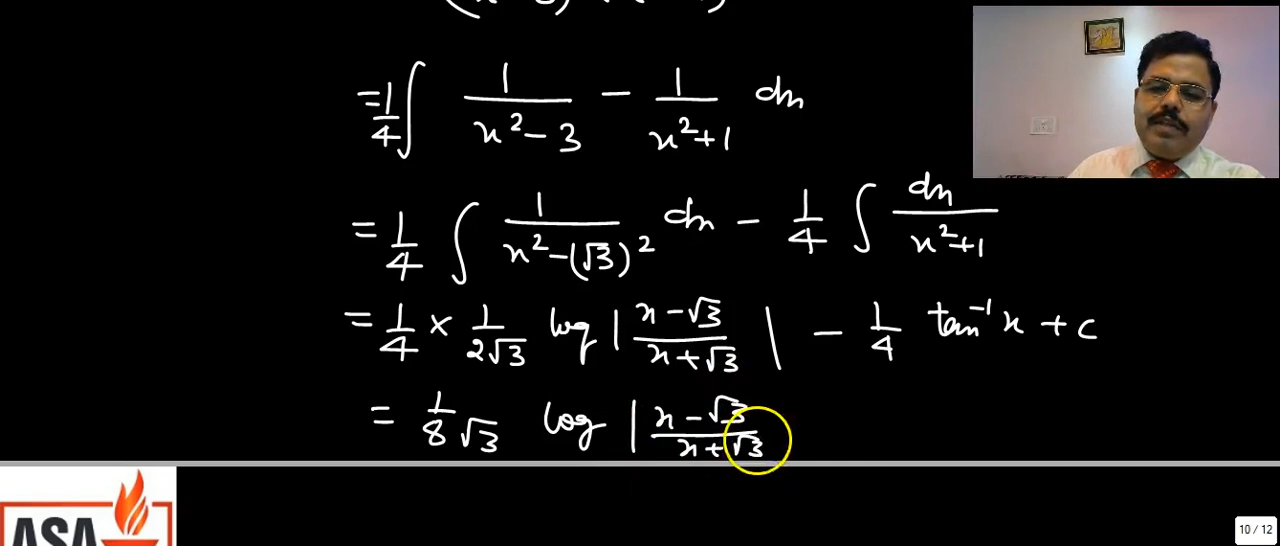 = 1/4 ∫ 1/(x² - 3) - 1/(x² + 1) dx
= 1/4 ∫ 1/(x² - (√3)²) dx - 1/4 ∫ dx/(x² + 1)
= 1/4 × 1/(2√3) log |(x - √3)/(x + √3)| - 1/4 tan⁻¹ x + c
= 1/8√3 log |(x - √3)/(x + √3)
ASA
10 / 12